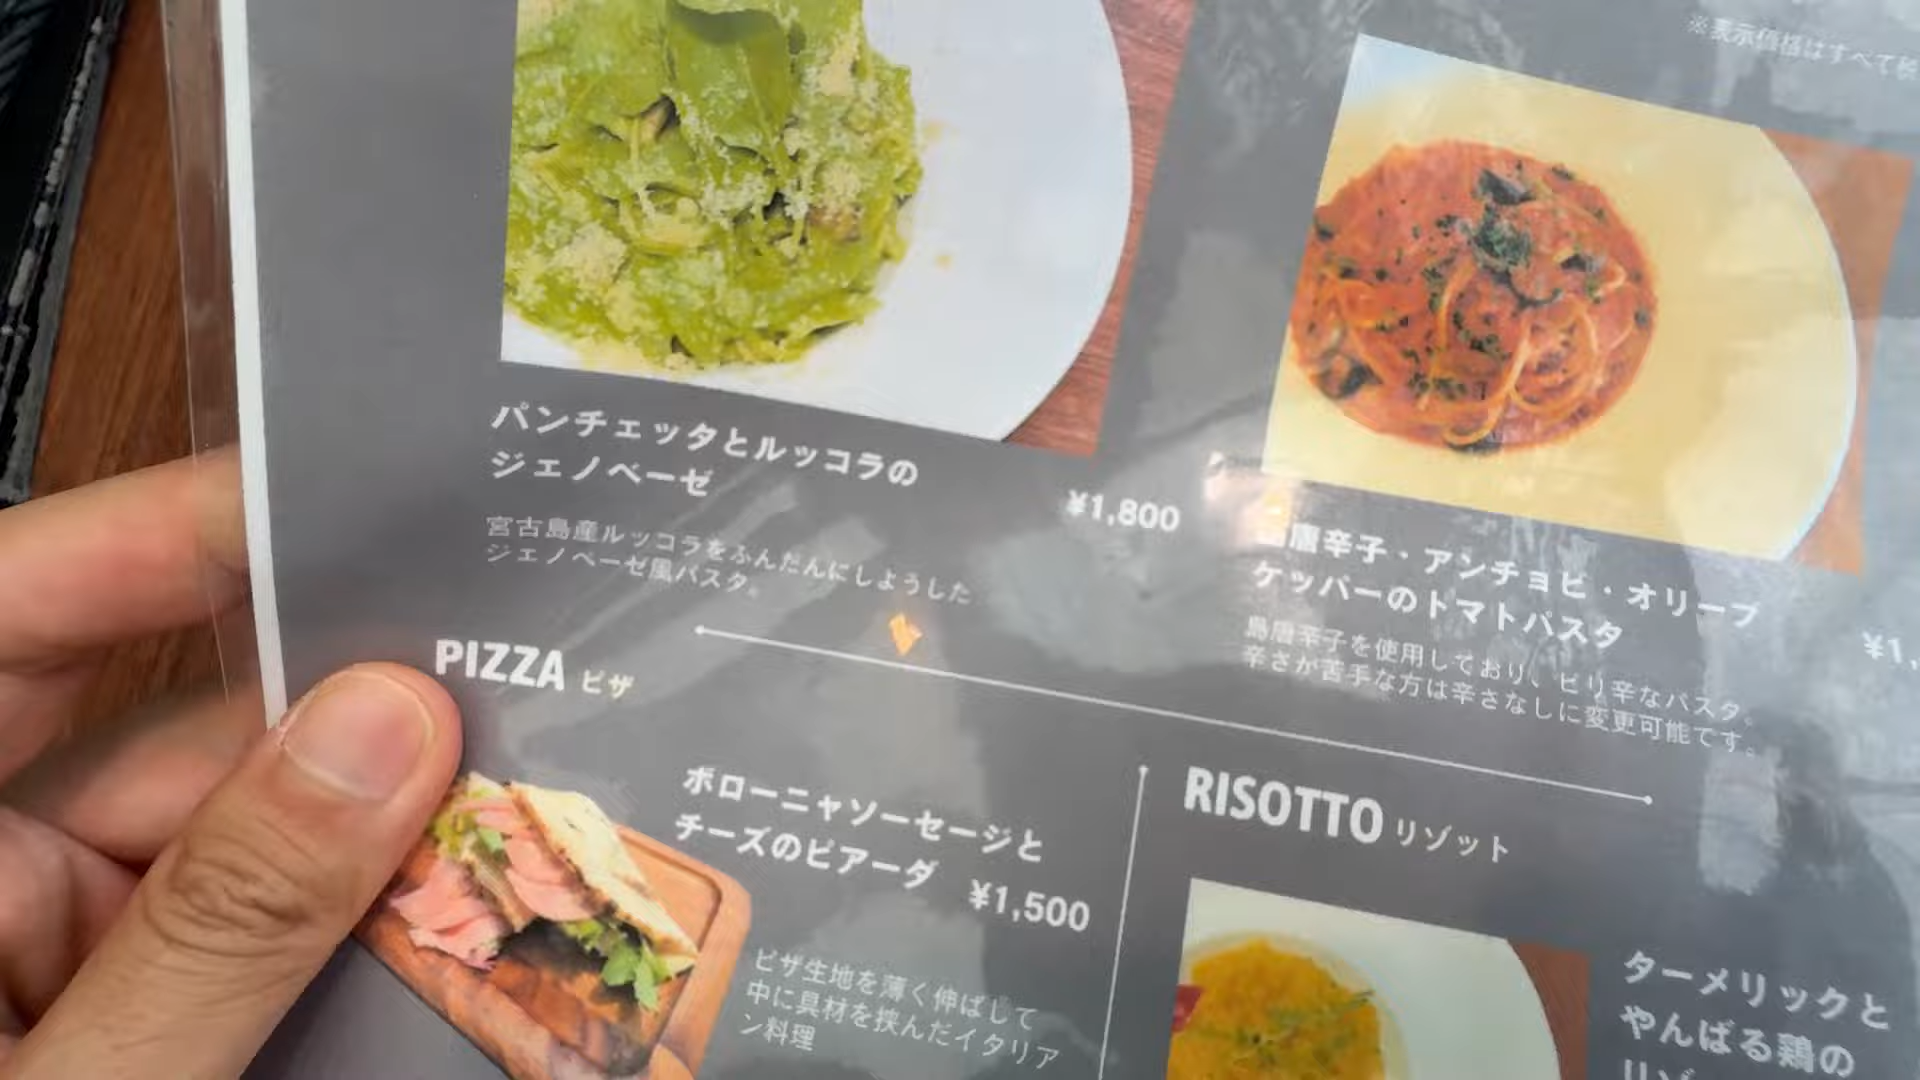 ※表示価格はすべて税
パンチェッタとルッコラの
ジェノベーゼ
¥1,800
宮古島産ルッコラをふんだんにしようした
ジェノベーゼ風パスタ。
島唐辛子・アンチョビ・オリーブ
ケッパーのトマトパスタ
¥1,
島唐辛子を使用しており、ピリ辛なパスタ。
辛さが苦手な方は辛さなしに変更可能です。
PIZZA ピザ
ボローニャソーセージと
チーズのピアーダ
¥1,500
ピザ生地を薄く伸ばして
中に具材を挟んだイタリア
ン料理
RISOTTO リゾット
ターメリックと
やんばる鶏の
リゾ